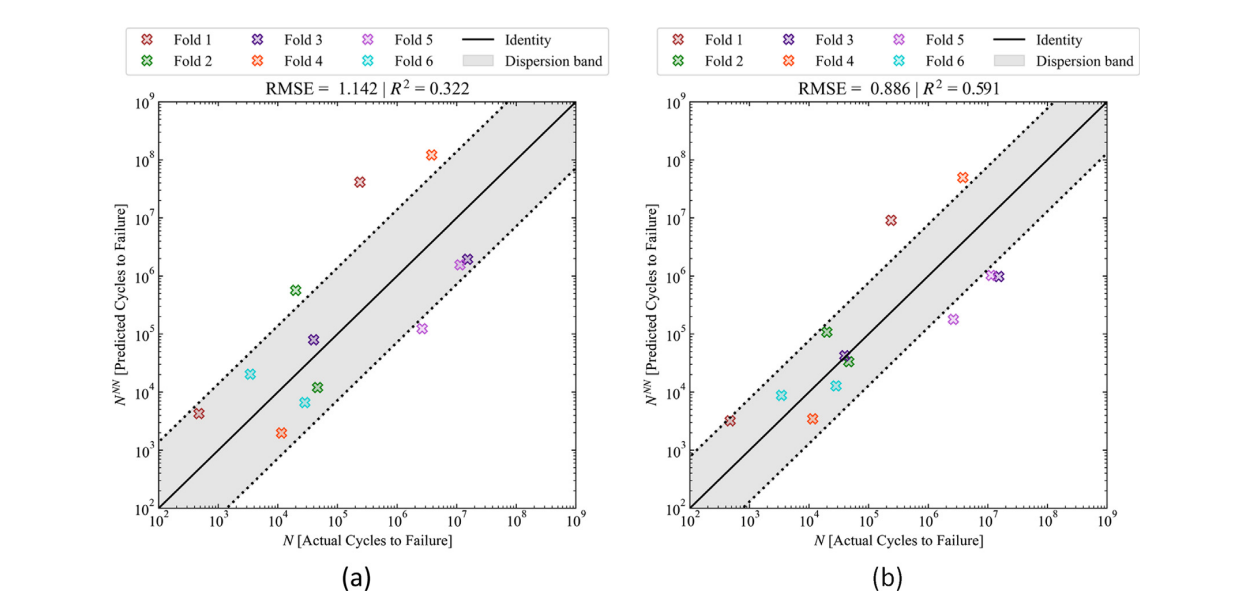 Fold 1 Fold 3 Fold 5 Identity
Fold 2 Fold 4 Fold 6 Dispersion band
RMSE = 1.142 | R² = 0.322
N^NN [Predicted Cycles to Failure]
10⁹
10⁸
10⁷
10⁶
10⁵
10⁴
10³
10²
10² 10³ 10⁴ 10⁵ 10⁶ 10⁷ 10⁸ 10⁹
N [Actual Cycles to Failure]
(a)
Fold 1 Fold 3 Fold 5 Identity
Fold 2 Fold 4 Fold 6 Dispersion band
RMSE = 0.886 | R² = 0.591
N^NN [Predicted Cycles to Failure]
10⁹
10⁸
10⁷
10⁶
10⁵
10⁴
10³
10²
10² 10³ 10⁴ 10⁵ 10⁶ 10⁷ 10⁸ 10⁹
N [Actual Cycles to Failure]
(b)